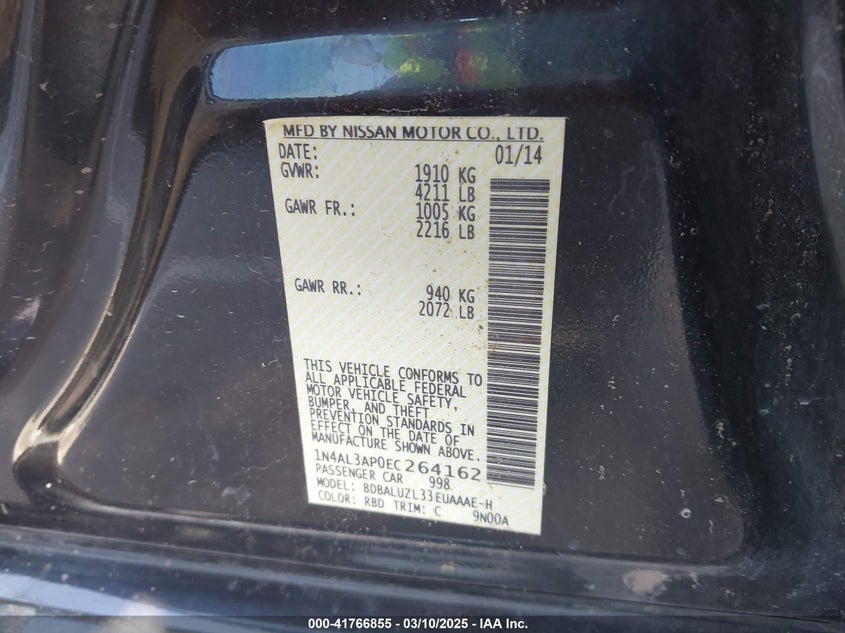 MFD BY NISSAN MOTOR CO., LTD.
DATE: 01/14
GVWR: 1910 KG
4211 LB
GAWR FR.: 1005 KG
2216 LB
GAWR RR.: 940 KG
2072 LB
THIS VEHICLE CONFORMS TO
ALL APPLICABLE FEDERAL
MOTOR VEHICLE SAFETY,
BUMPER, AND THEFT
PREVENTION STANDARDS IN
EFFECT ON THE DATE OF
MANUFACTURE SHOWN ABOVE.
1N4AL3AP0EC264162
PASSENGER CAR 998
MODEL: BDBALUZL33EUAAAE-H
COLOR: RBD TRIM: C 9N00A
000-41766855 — 03/10/2025 — IAA Inc.